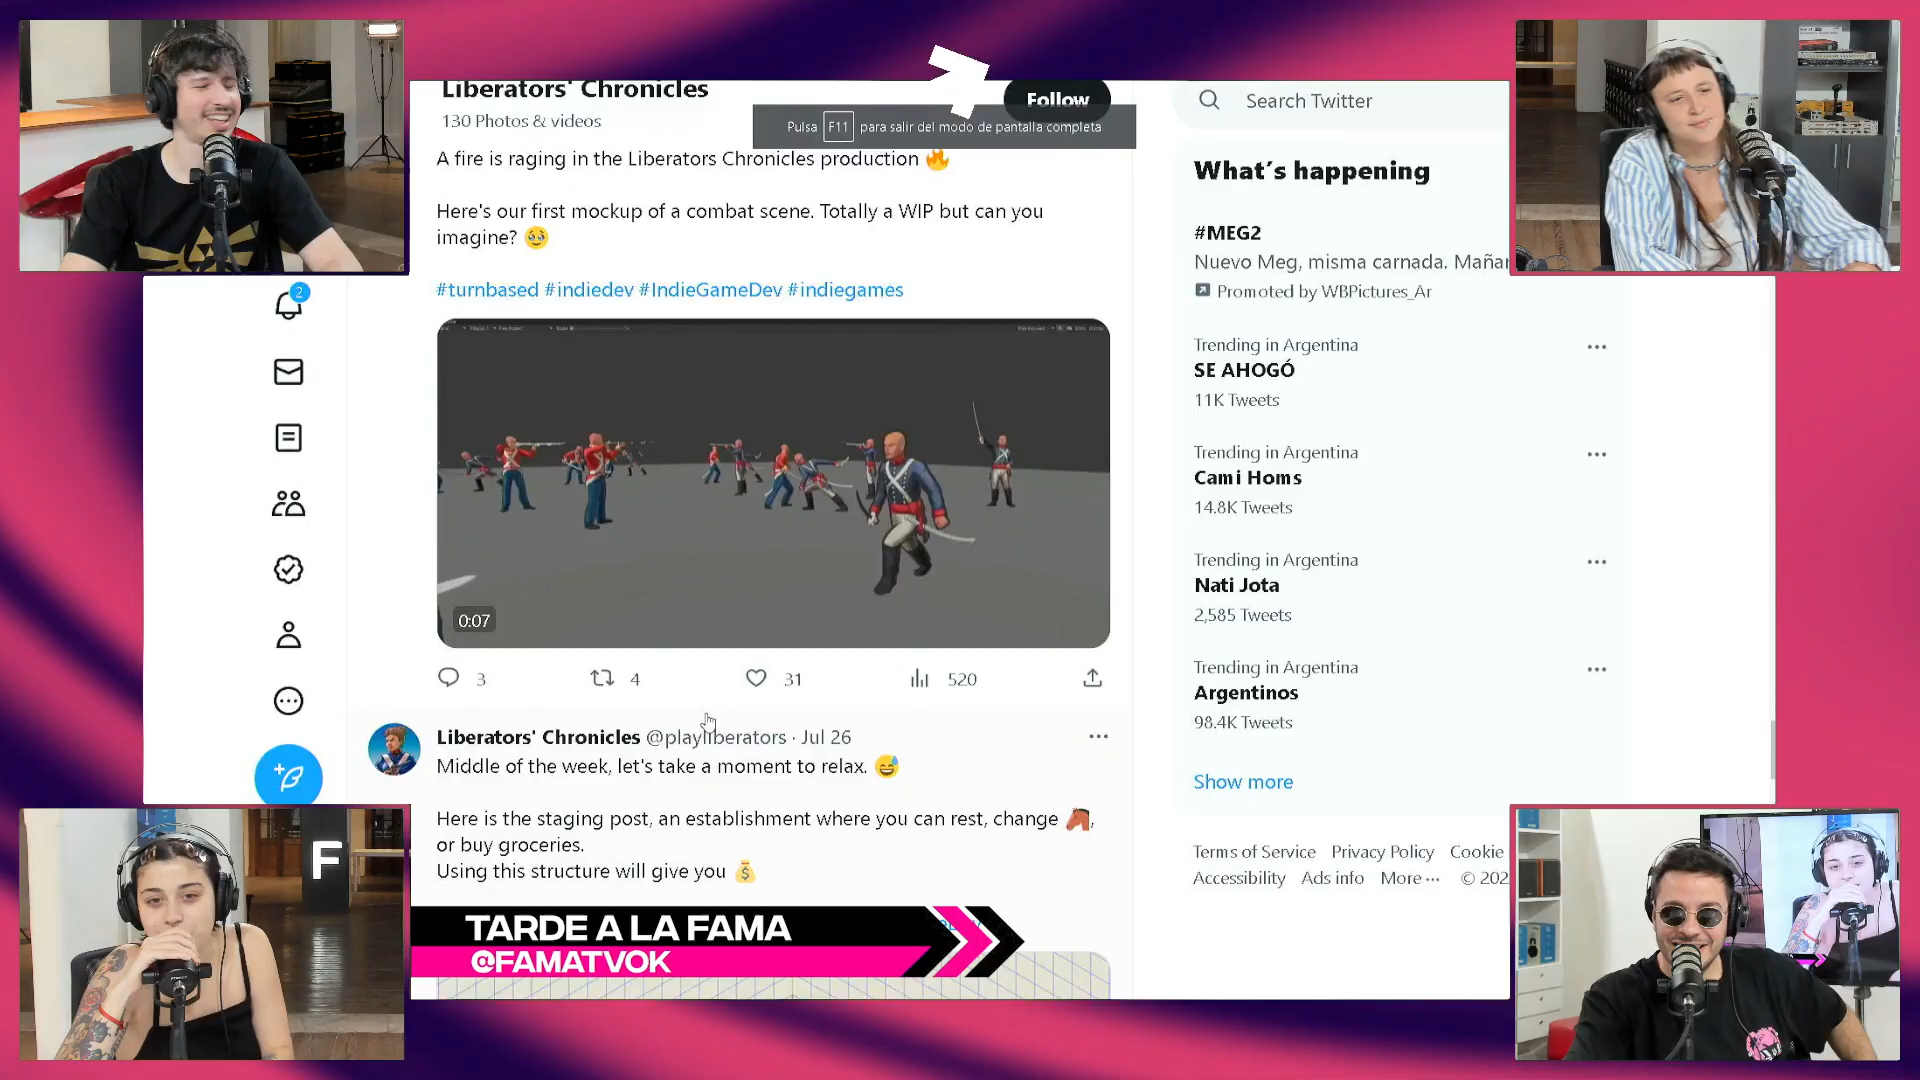 Liberators' Chronicles
130 Photos & videos
Follow
Pulsa F11 para salir del modo de pantalla completa
A fire is raging in the Liberators Chronicles production 🔥
Here's our first mockup of a combat scene. Totally a WIP but can you
imagine? 🥹
#turnbased #indiedev #IndieGameDev #indiegames
0:07
3 4 31 520
Liberators' Chronicles @playliberators · Jul 26
Middle of the week, let's take a moment to relax. 😅
Here is the staging post, an establishment where you can rest, change 🐴,
or buy groceries.
Using this structure will give you 💰
2
Search Twitter
What's happening
#MEG2
Nuevo Meg, misma carnada. Mañan
Promoted by WBPictures_Ar
Trending in Argentina
SE AHOGÓ
11K Tweets
Trending in Argentina
Cami Homs
14.8K Tweets
Trending in Argentina
Nati Jota
2,585 Tweets
Trending in Argentina
Argentinos
98.4K Tweets
Show more
Terms of Service Privacy Policy Cookie
Accessibility Ads info More ··· © 202
F
TARDE A LA FAMA
@FAMATVOK